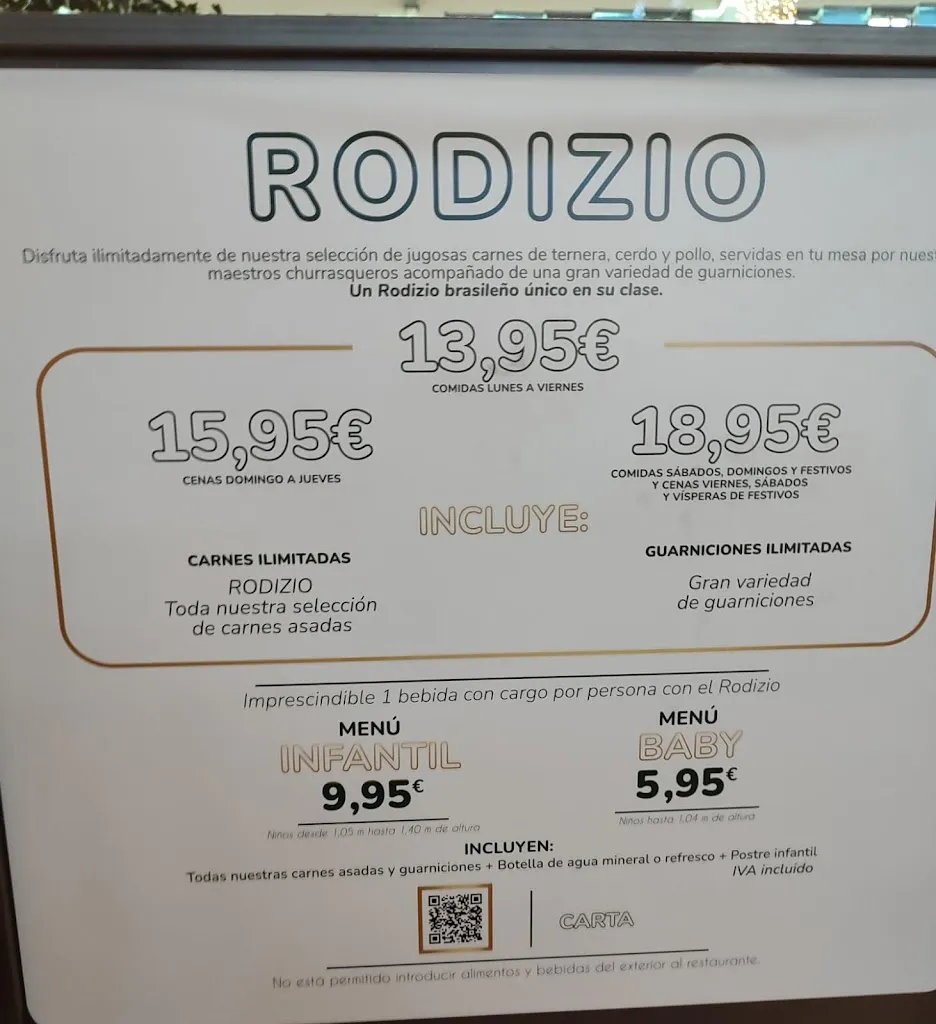 RODIZIO
Disfruta ilimitadamente de nuestra selección de jugosas carnes de ternera, cerdo y pollo, servidas en tu mesa por nuest
maestros churrasqueros acompañado de una gran variedad de guarniciones.
Un Rodizio brasileño único en su clase.
13,95€
COMIDAS LUNES A VIERNES
15,95€
CENAS DOMINGO A JUEVES
18,95€
COMIDAS SÁBADOS, DOMINGOS Y FESTIVOS
Y CENAS VIERNES, SÁBADOS
Y VÍSPERAS DE FESTIVOS
INCLUYE:
CARNES ILIMITADAS
RODIZIO
Toda nuestra selección
de carnes asadas
GUARNICIONES ILIMITADAS
Gran variedad
de guarniciones
Imprescindible 1 bebida con cargo por persona con el Rodizio
MENÚ
INFANTIL
9,95€
Niños desde 1,05 m hasta 1,40 m de altura
MENÚ
BABY
5,95€
Niños hasta 1,04 m de altura
INCLUYEN:
Todas nuestras carnes asadas y guarniciones + Botella de agua mineral o refresco + Postre infantil
IVA incluido
CARTA
No está permitido introducir alimentos y bebidas del exterior al restaurante.